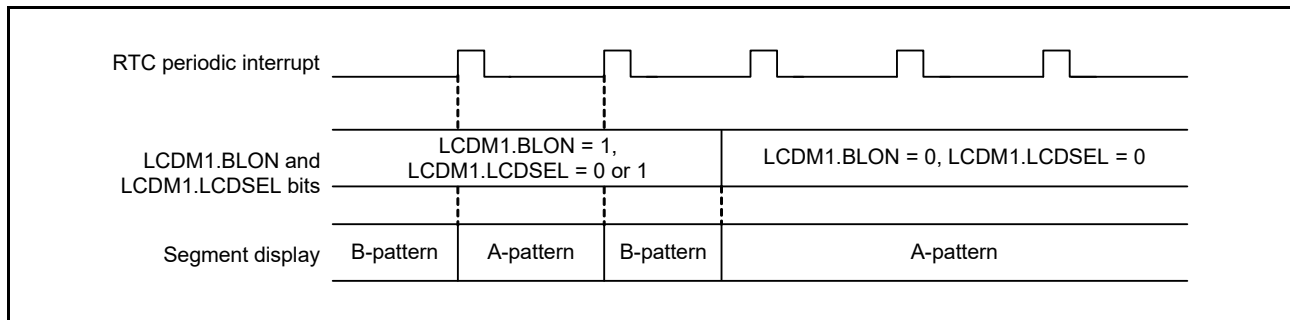 RTC periodic interrupt
LCDM1.BLON and
LCDM1.LCDSEL bits
LCDM1.BLON = 1,
LCDM1.LCDSEL = 0 or 1
LCDM1.BLON = 0, LCDM1.LCDSEL = 0
Segment display
B-pattern
A-pattern
B-pattern
A-pattern